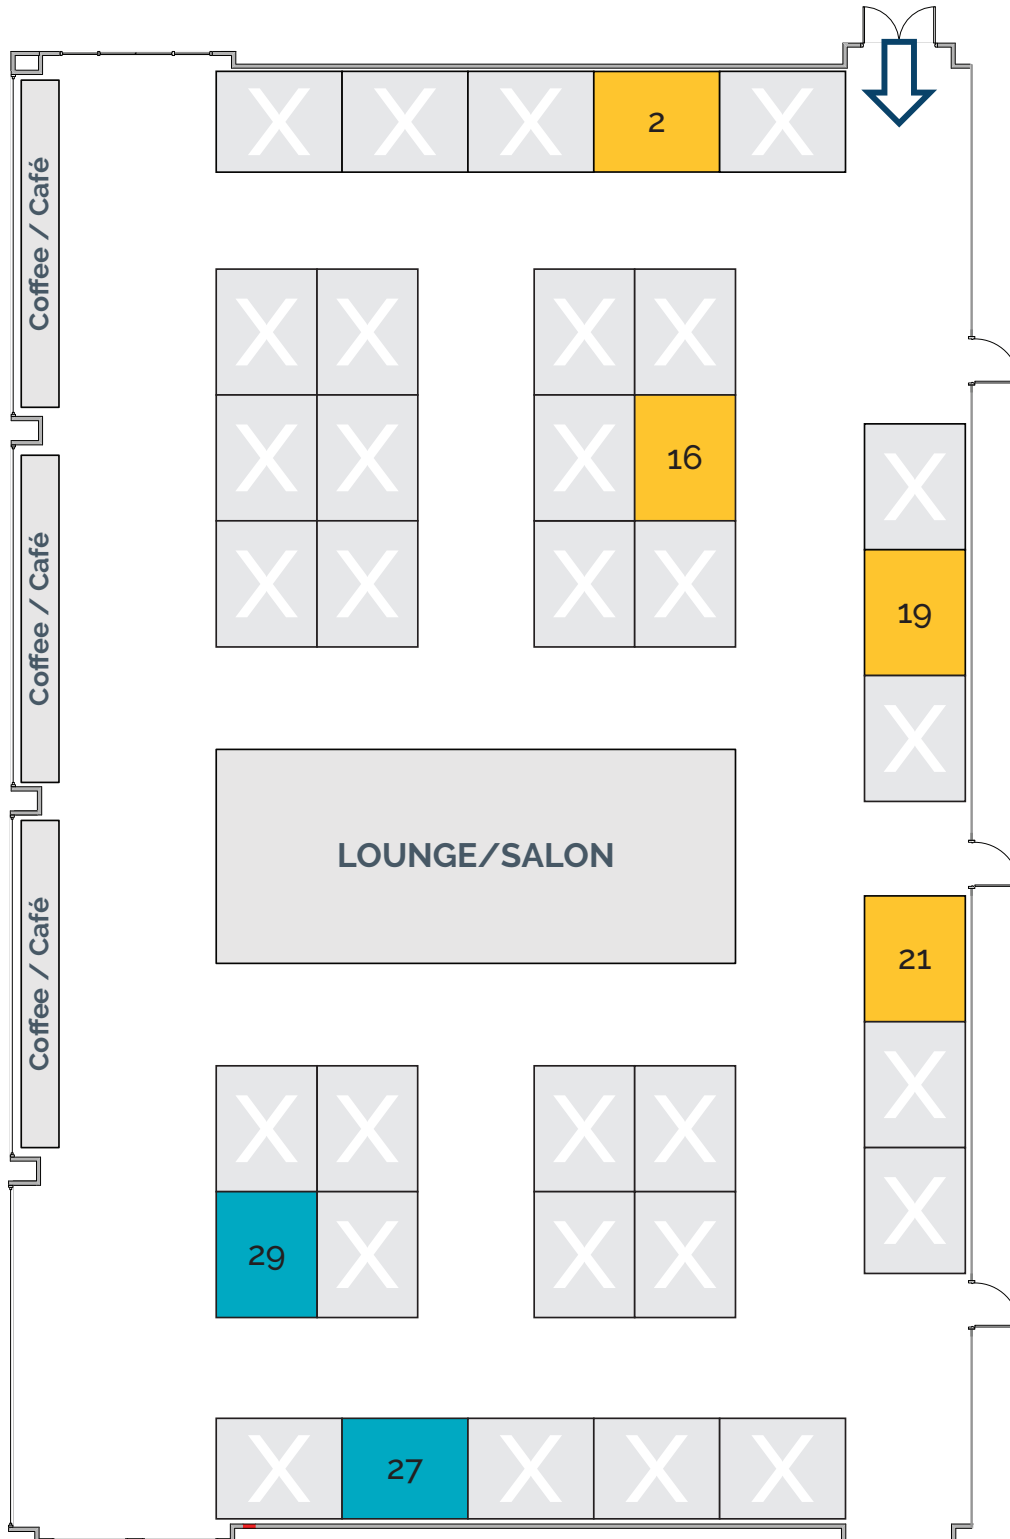 X X X 2 X
Coffee / Café
X X X X
X X X 16
X
X X X X
19
X
Coffee / Café
LOUNGE/SALON
21
Coffee / Café
X
X X X X
X
29 X X X
X 27 X X X